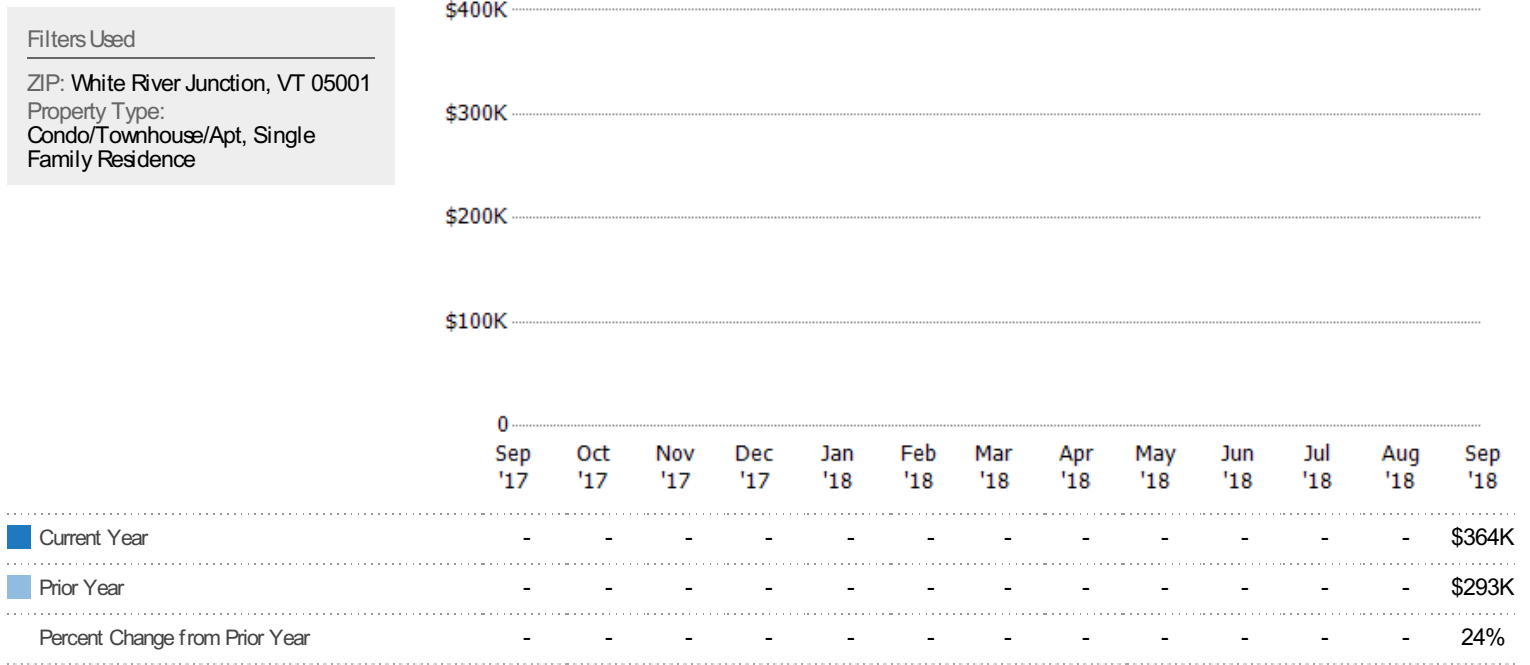 Filters Used
ZIP: White River Junction, VT 05001
Property Type:
Condo/Townhouse/Apt, Single
Family Residence
$400K
$300K
$200K
$100K
0
Sep Oct Nov Dec Jan Feb Mar Apr May Jun Jul Aug Sep
'17 '17 '17 '17 '18 '18 '18 '18 '18 '18 '18 '18 '18
Current Year - - - - - - - - - - - - $364K
Prior Year - - - - - - - - - - - - $293K
Percent Change from Prior Year - - - - - - - - - - - - 24%